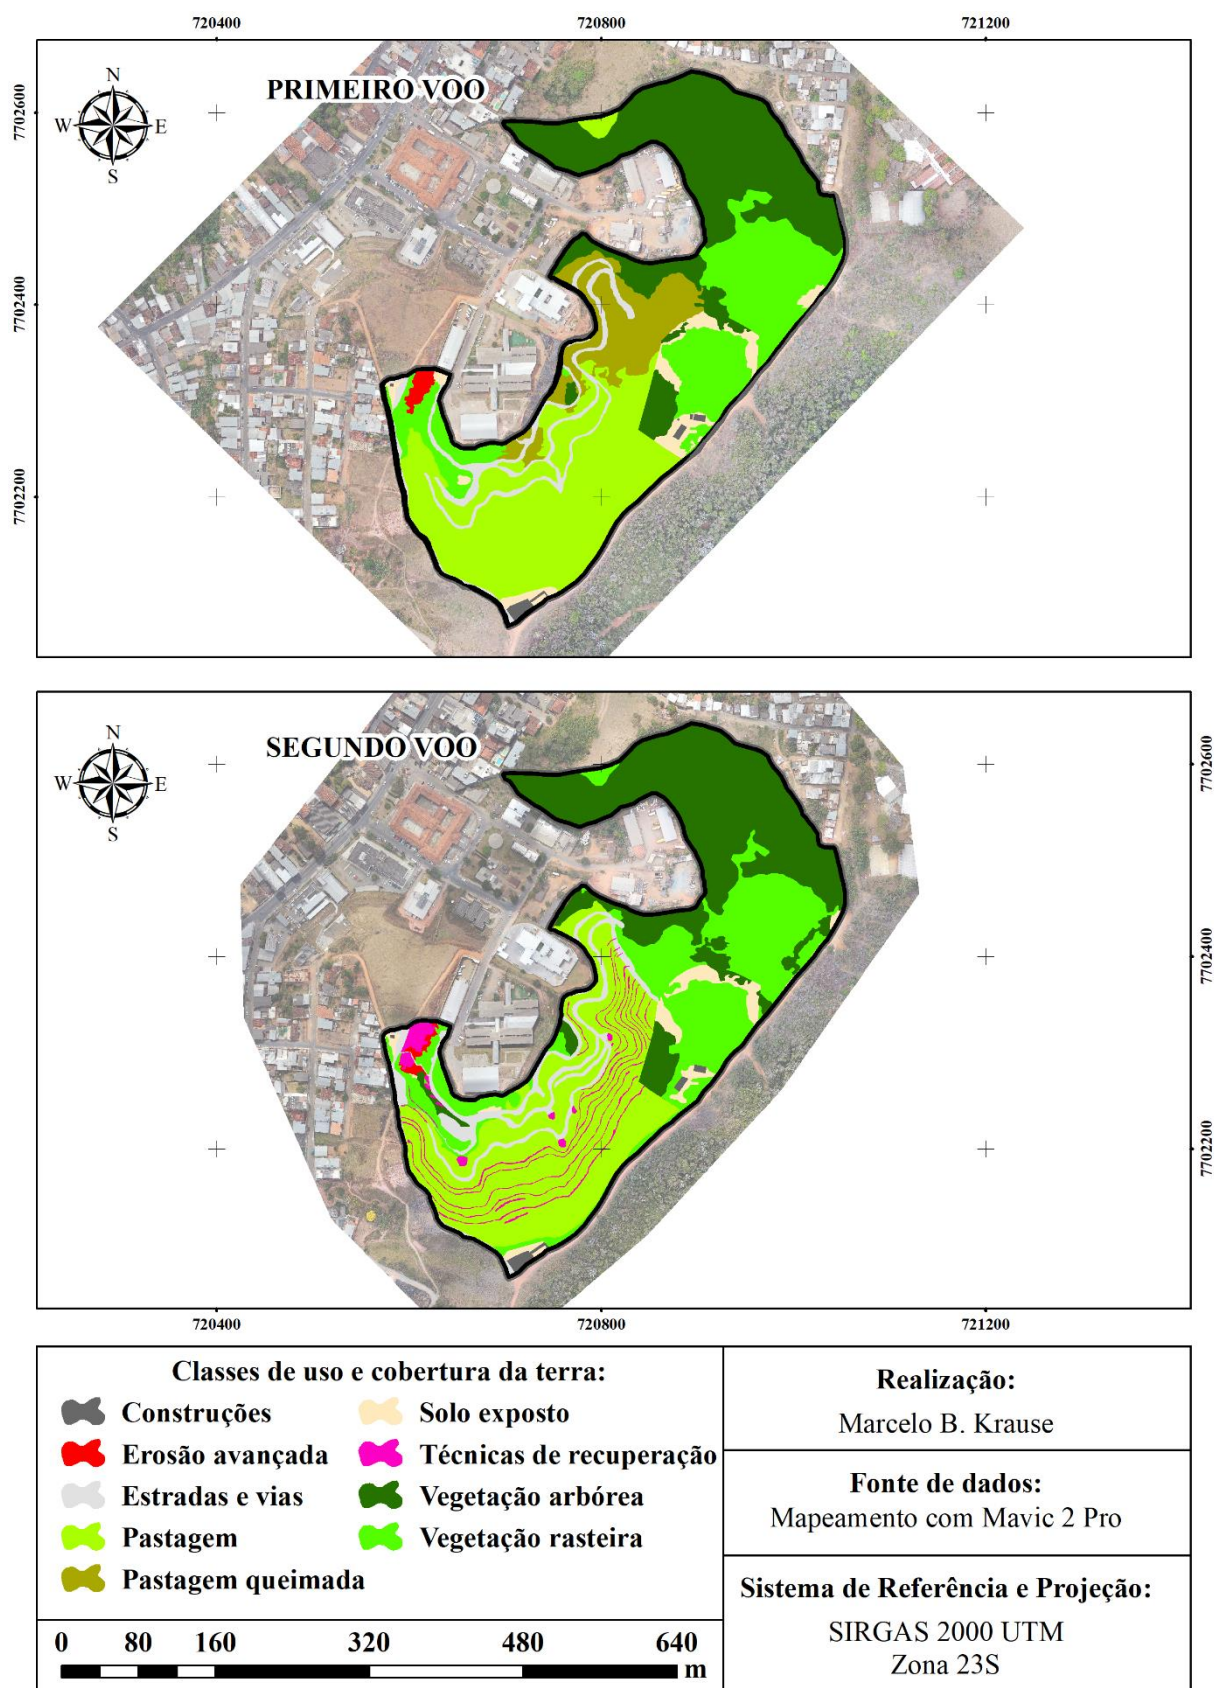 720400
720800
721200
PRIMEIRO VOO
N
W
E
S
7702600
7702400
7702200
SEGUNDO VOO
N
W
E
S
7702600
7702400
7702200
720400
720800
721200
Classes de uso e cobertura da terra:
Construções
Erosão avançada
Estradas e vias
Pastagem
Pastagem queimada
Solo exposto
Técnicas de recuperação
Vegetação arbórea
Vegetação rasteira
0 80 160 320 480 640
m
Realização:
Marcelo B. Krause
Fonte de dados:
Mapeamento com Mavic 2 Pro
Sistema de Referência e Projeção:
SIRGAS 2000 UTM
Zona 23S